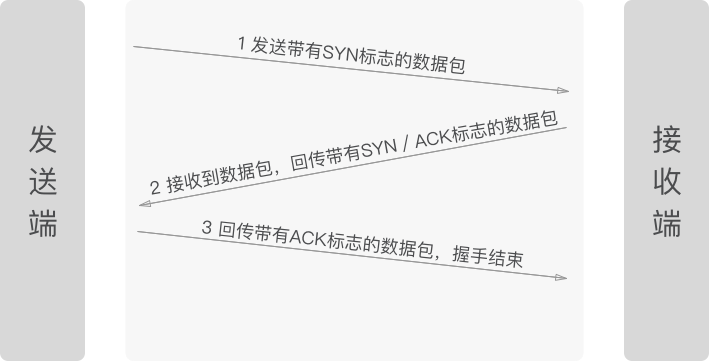 发送端
1 发送带有SYN标志的数据包
2 接收到数据包，回传带有SYN / ACK标志的数据包
3 回传带有ACK标志的数据包，握手结束
接收端